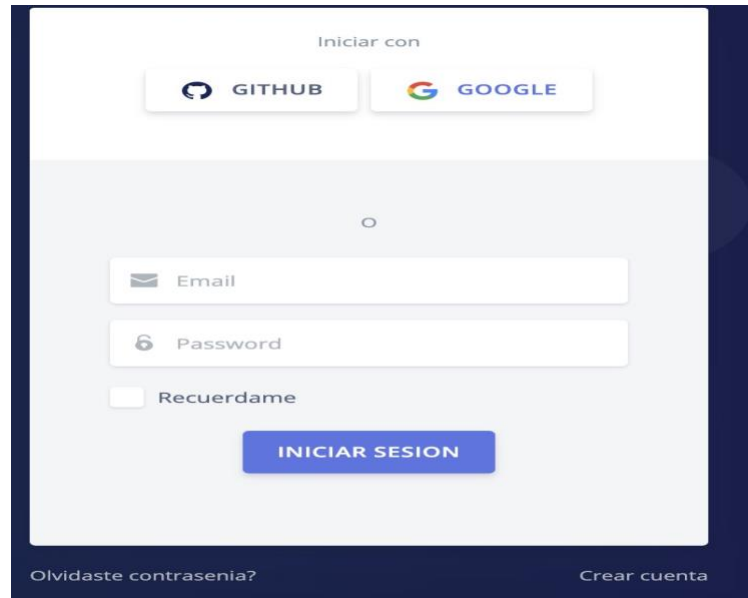 Iniciar con
GITHUB GOOGLE
O
Email
Password
Recuerdame
INICIAR SESION
Olvidaste contrasenia? Crear cuenta